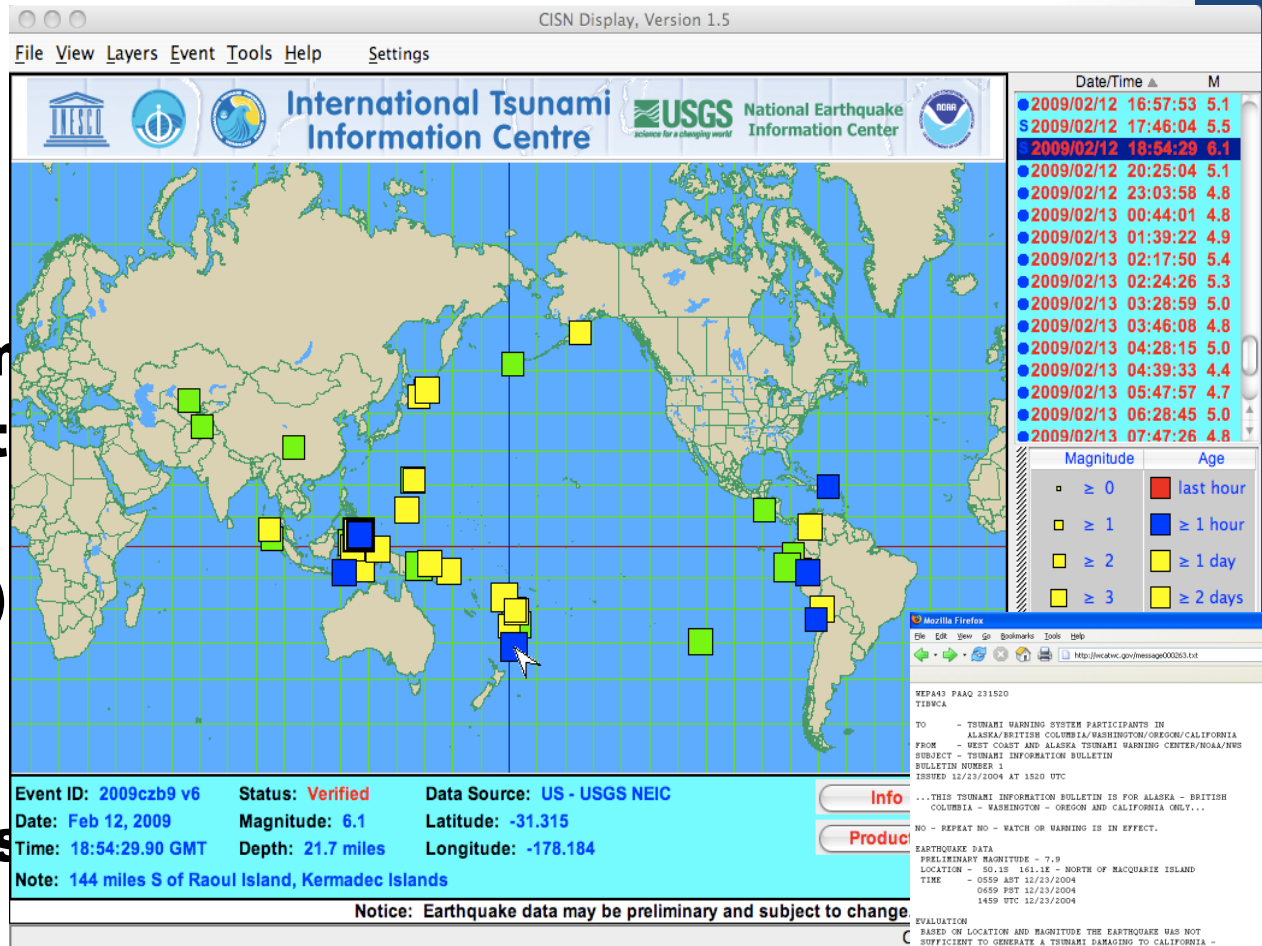 CISN Display, Version 1.5
File View Layers Event Tools Help Settings
UNESCO
International Tsunami
Information Centre
USGS
science for a changing world
National Earthquake
Information Center
NOAA
Date/Time M
2009/02/12 16:57:53 5.1
S 2009/02/12 17:46:04 5.5
S 2009/02/12 18:54:29 6.1
2009/02/12 20:25:04 5.1
2009/02/12 23:03:58 4.8
2009/02/13 00:44:01 4.8
2009/02/13 01:39:22 4.9
2009/02/13 02:17:50 5.4
2009/02/13 02:24:26 5.3
2009/02/13 03:28:59 5.0
2009/02/13 03:46:08 4.8
2009/02/13 04:28:15 5.0
2009/02/13 04:39:33 4.4
2009/02/13 05:47:57 4.7
2009/02/13 06:28:45 5.0
2009/02/13 07:47:26 4.8
Magnitude Age
≥ 0 last hour
≥ 1 ≥ 1 hour
≥ 2 ≥ 1 day
≥ 3 ≥ 2 days
Event ID: 2009czb9 v6 Status: Verified Data Source: US - USGS NEIC
Date: Feb 12, 2009 Magnitude: 6.1 Latitude: -31.315
Time: 18:54:29.90 GMT Depth: 21.7 miles Longitude: -178.184
Note: 144 miles S of Raoul Island, Kermadec Islands
Info
Product
Notice: Earthquake data may be preliminary and subject to change.
Mozilla Firefox
File Edit View Go Bookmarks Tools Help
http://wcatwc.gov/message000263.txt
WEPA43 PAAQ 231520
TIBWCA
TO - TSUNAMI WARNING SYSTEM PARTICIPANTS IN
ALASKA/BRITISH COLUMBIA/WASHINGTON/OREGON/CALIFORNIA
FROM - WEST COAST AND ALASKA TSUNAMI WARNING CENTER/NOAA/NWS
SUBJECT - TSUNAMI INFORMATION BULLETIN
BULLETIN NUMBER 1
ISSUED 12/23/2004 AT 1520 UTC
...THIS TSUNAMI INFORMATION BULLETIN IS FOR ALASKA - BRITISH
COLUMBIA - WASHINGTON - OREGON AND CALIFORNIA ONLY...
NO - REPEAT NO - WATCH OR WARNING IS IN EFFECT.
EARTHQUAKE DATA
PRELIMINARY MAGNITUDE - 7.9
LOCATION - 50.1S 161.1E - NORTH OF MACQUARIE ISLAND
TIME - 0559 AST 12/23/2004
0659 PST 12/23/2004
1459 UTC 12/23/2004
EVALUATION
BASED ON LOCATION AND MAGNITUDE THE EARTHQUAKE WAS NOT
SUFFICIENT TO GENERATE A TSUNAMI DAMAGING TO CALIFORNIA -